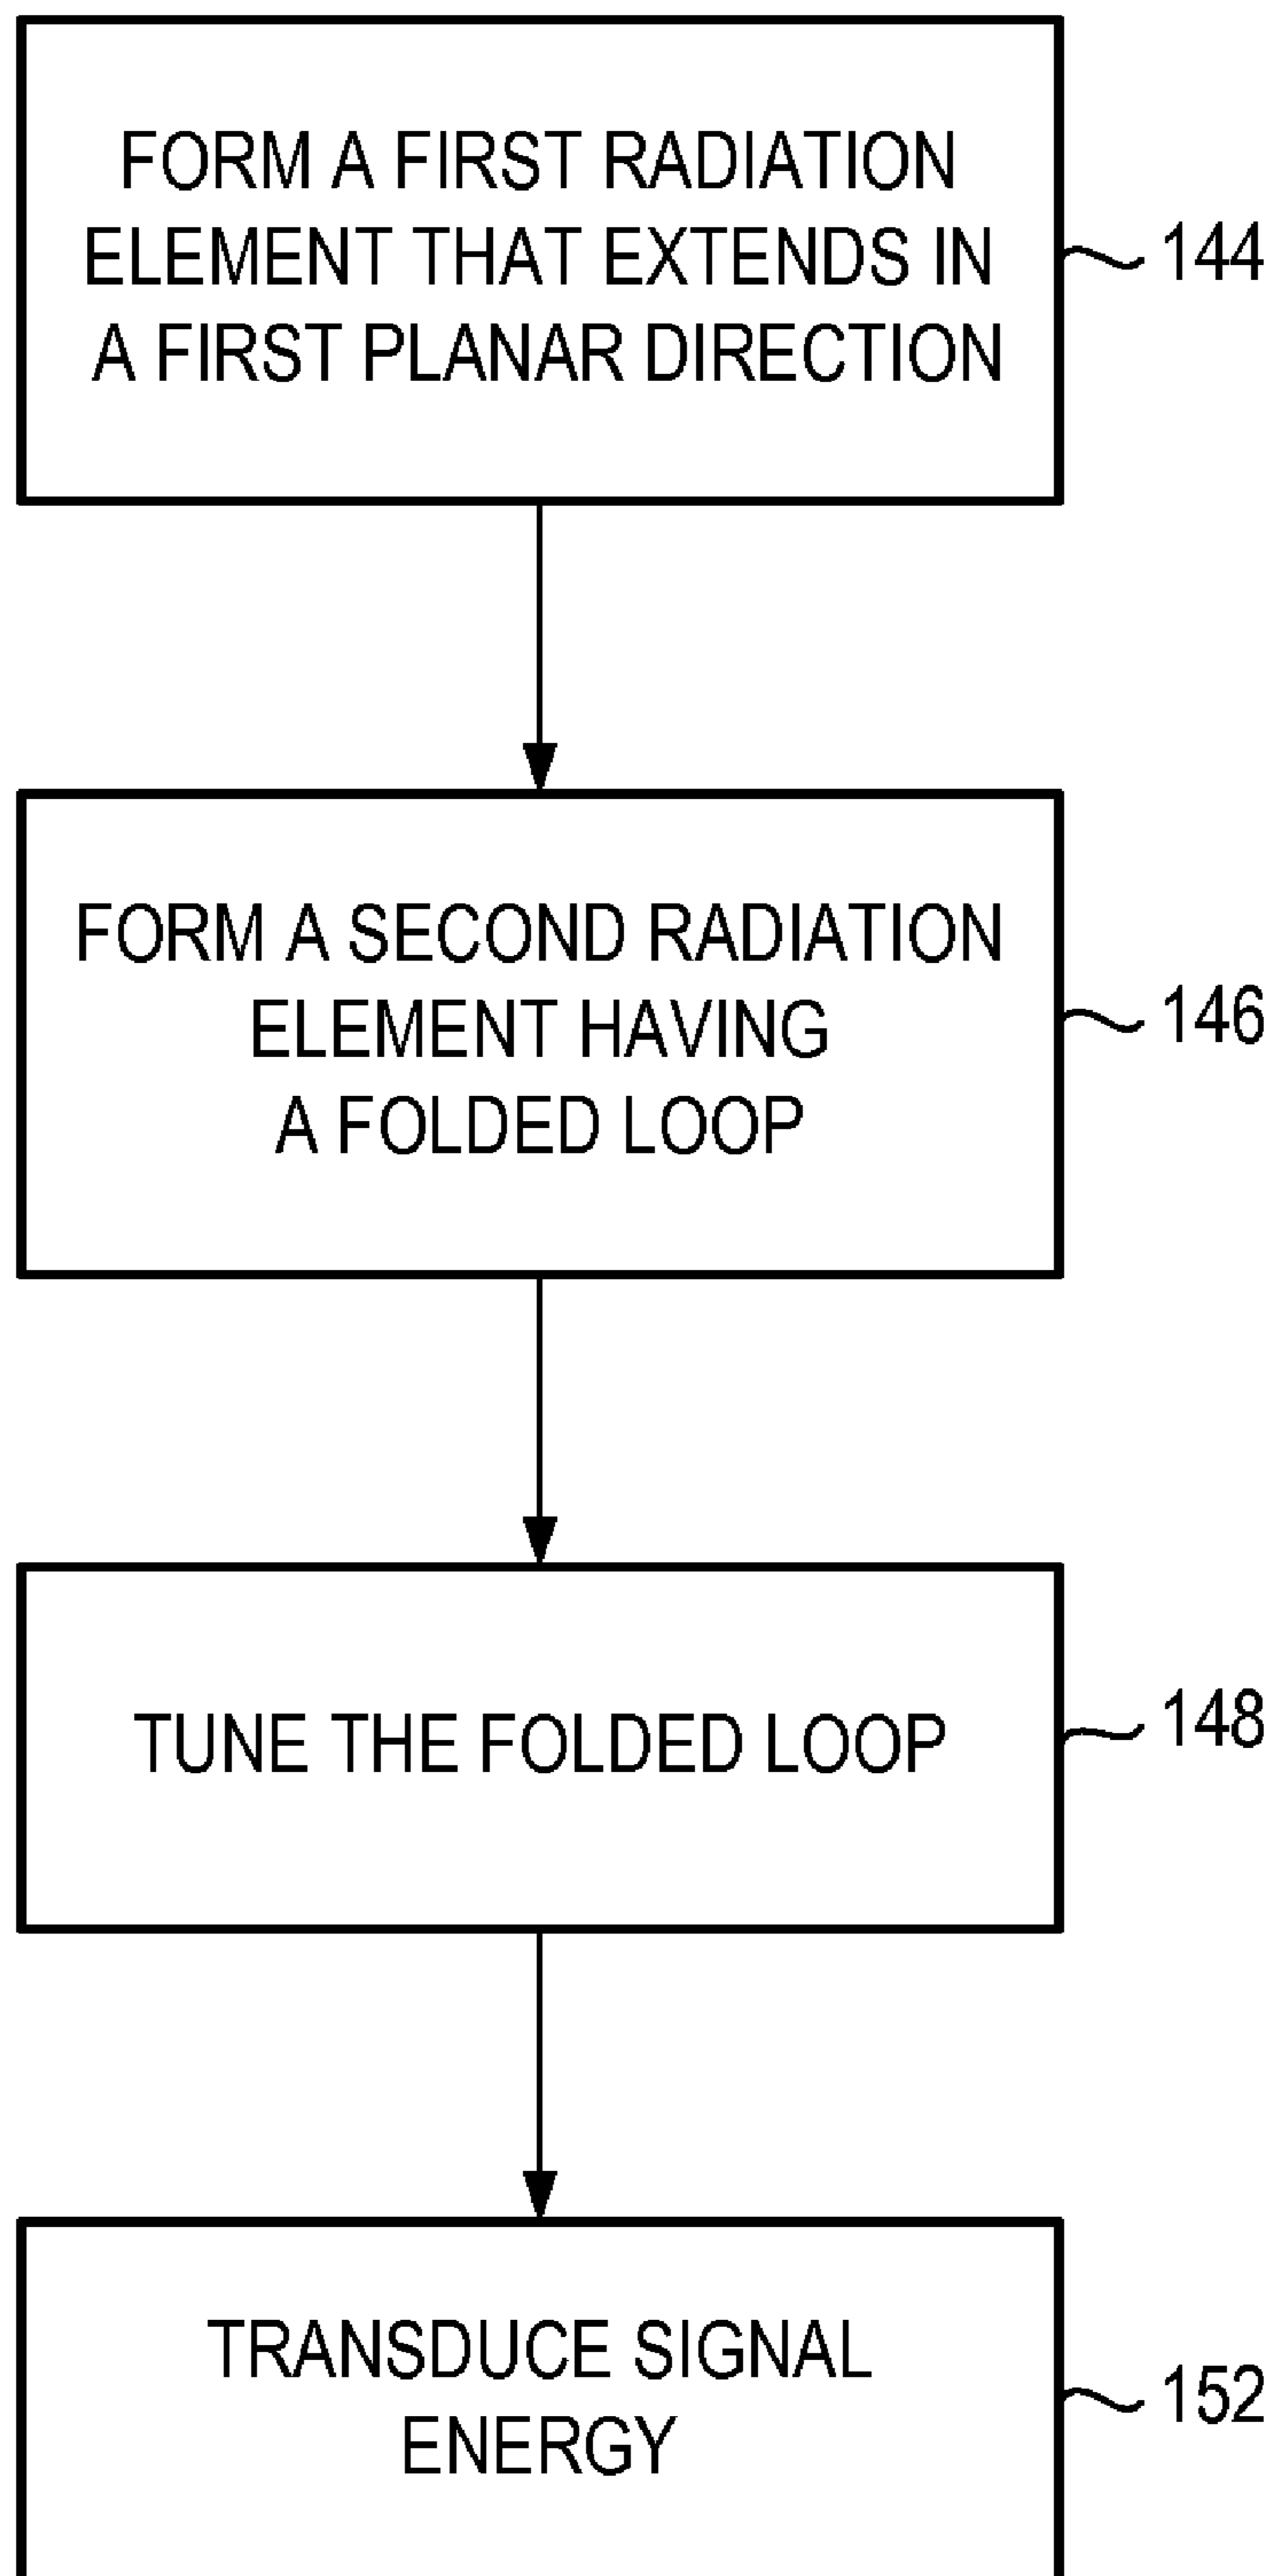 FORM A FIRST RADIATION
ELEMENT THAT EXTENDS IN
A FIRST PLANAR DIRECTION
144
FORM A SECOND RADIATION
ELEMENT HAVING
A FOLDED LOOP
146
TUNE THE FOLDED LOOP
148
TRANSDUCE SIGNAL
ENERGY
152